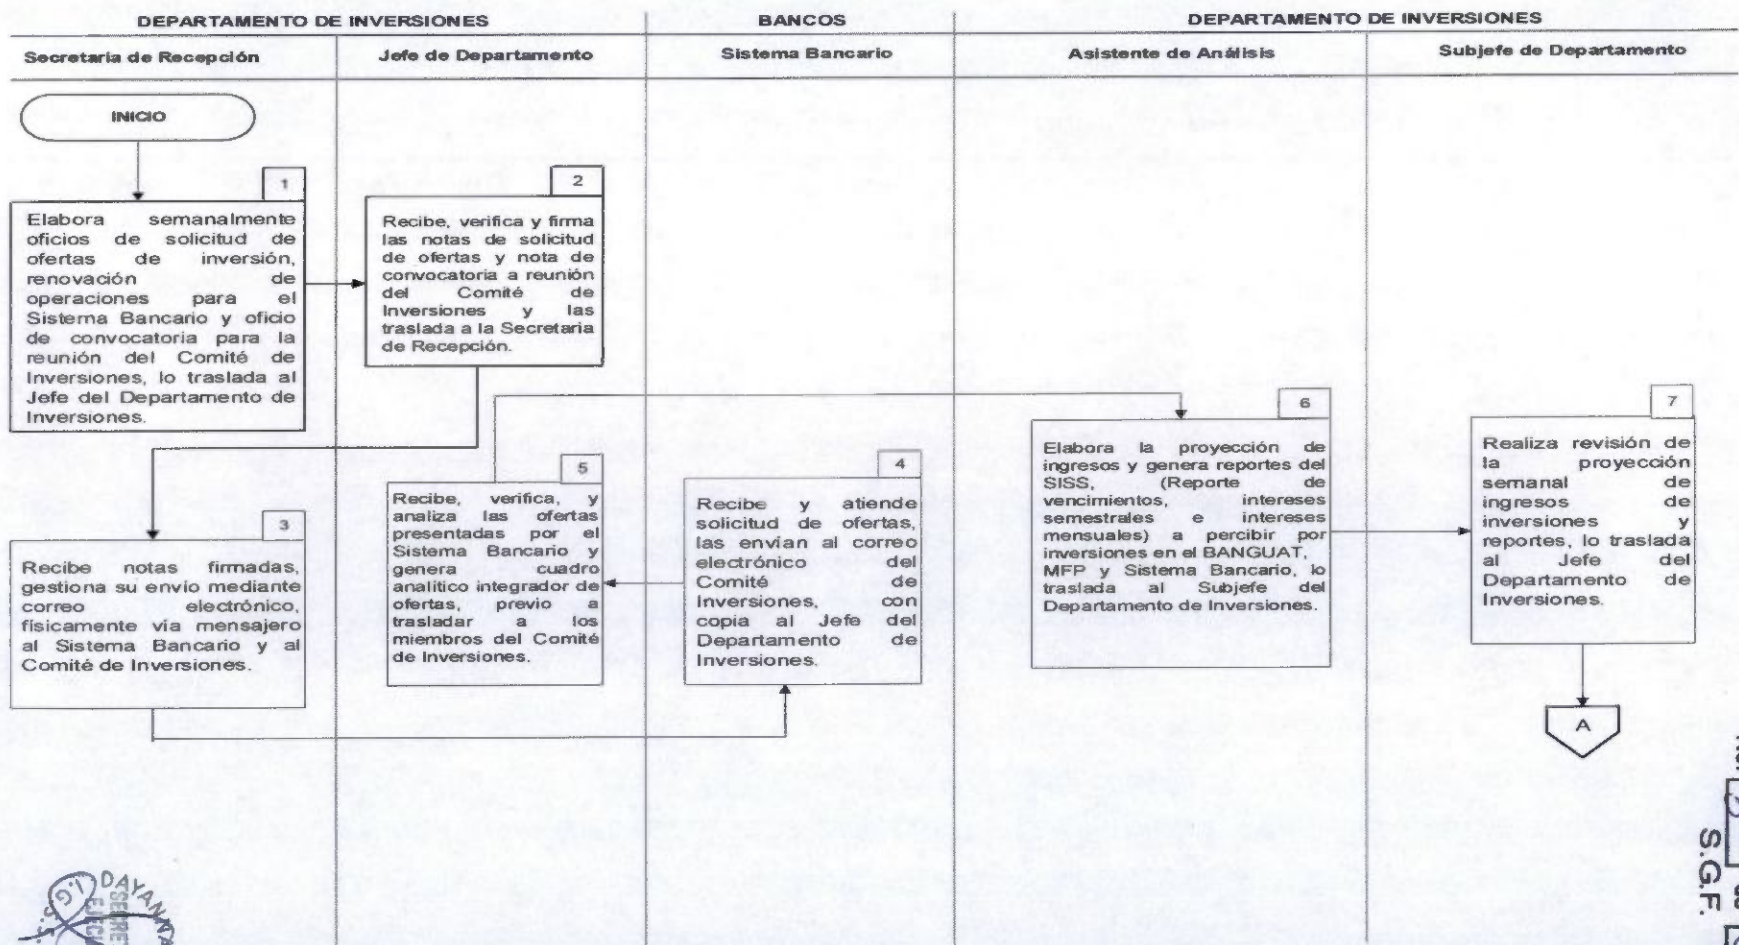 DEPARTAMENTO DE INVERSIONES
BANCOS
DEPARTAMENTO DE INVERSIONES
Secretaria de Recepción
Jefe de Departamento
Sistema Bancario
Asistente de Análisis
Subjefe de Departamento
INICIO
1
Elabora semanalmente
oficios de solicitud de
ofertas de inversión,
renovación de
operaciones para el
Sistema Bancario y oficio
de convocatoria para la
reunión del Comité de
Inversiones, lo traslada al
Jefe del Departamento de
Inversiones.
2
Recibe, verifica y firma
las notas de solicitud
de ofertas y nota de
convocatoria a reunión
del Comité de
Inversiones y las
traslada a la Secretaria
de Recepción.
3
Recibe notas firmadas,
gestiona su envío mediante
correo electrónico,
físicamente vía mensajero
al Sistema Bancario y al
Comité de Inversiones.
5
Recibe, verifica, y
analiza las ofertas
presentadas por el
Sistema Bancario y
genera cuadro
analítico integrador de
ofertas, previo a
trasladar a los
miembros del Comité
de Inversiones.
4
Recibe y atiende
solicitud de ofertas,
las envían al correo
electrónico del
Comité de
Inversiones, con
copia al Jefe del
Departamento de
Inversiones.
6
Elabora la proyección de
ingresos y genera reportes del
SISS, (Reporte de
vencimientos, intereses
semestrales e intereses
mensuales) a percibir por
inversiones en el BANGUAT,
MFP y Sistema Bancario, lo
traslada al Subjefe del
Departamento de Inversiones.
7
Realiza revisión de
la proyección
semanal de
ingresos de
inversiones y
reportes, lo traslada
al Jefe del
Departamento de
Inversiones.
A
S.G.F.
DAYANNA